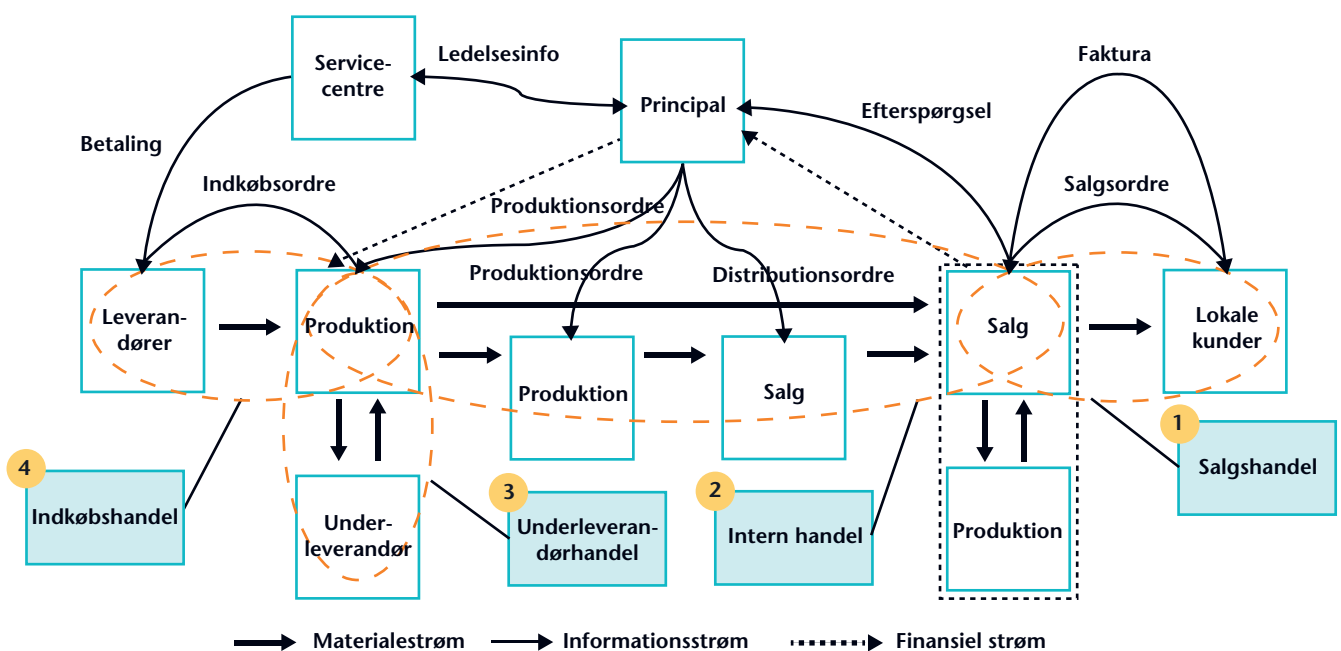 Service-
centre
Ledelsesinfo
Principal
Faktura
Efterspørgsel
Betaling
Indkøbsordre
Salgsordre
Produktionsordre
Produktionsordre
Distributionsordre
Leveran-
dører
Produktion
Salg
Lokale
kunder
Produktion
Salg
1
Salgshandel
4
Indkøbshandel
Under-
leverandør
3
Underleveran-
dørhandel
2
Intern handel
Produktion
Materialestrøm
Informationsstrøm
Finansiel strøm